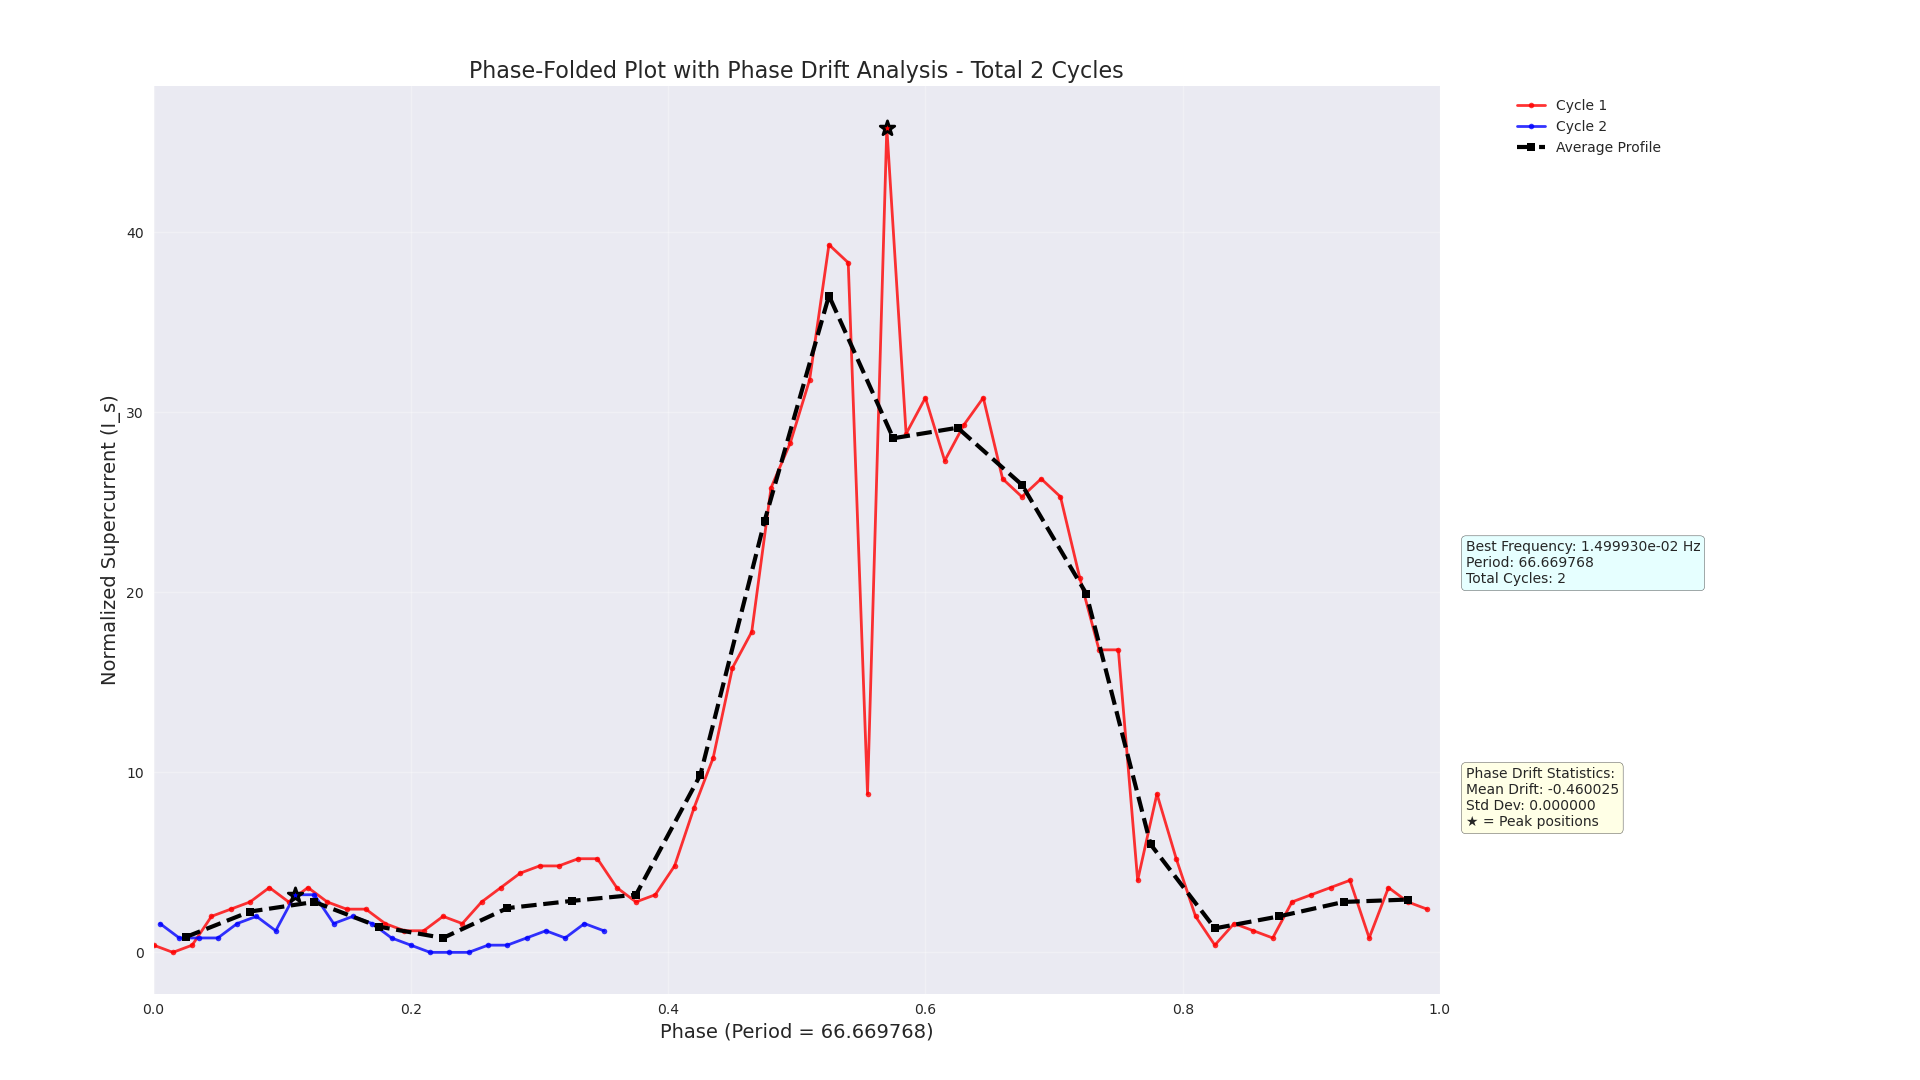 Phase-Folded Plot with Phase Drift Analysis - Total 2 Cycles
Cycle 1
Cycle 2
Average Profile
Normalized Supercurrent (I_s)
40
30
20
10
0
Best Frequency: 1.499930e-02 Hz
Period: 66.669768
Total Cycles: 2
Phase Drift Statistics:
Mean Drift: -0.460025
Std Dev: 0.000000
★ = Peak positions
0.0 0.2 0.4 0.6 0.8 1.0
Phase (Period = 66.669768)